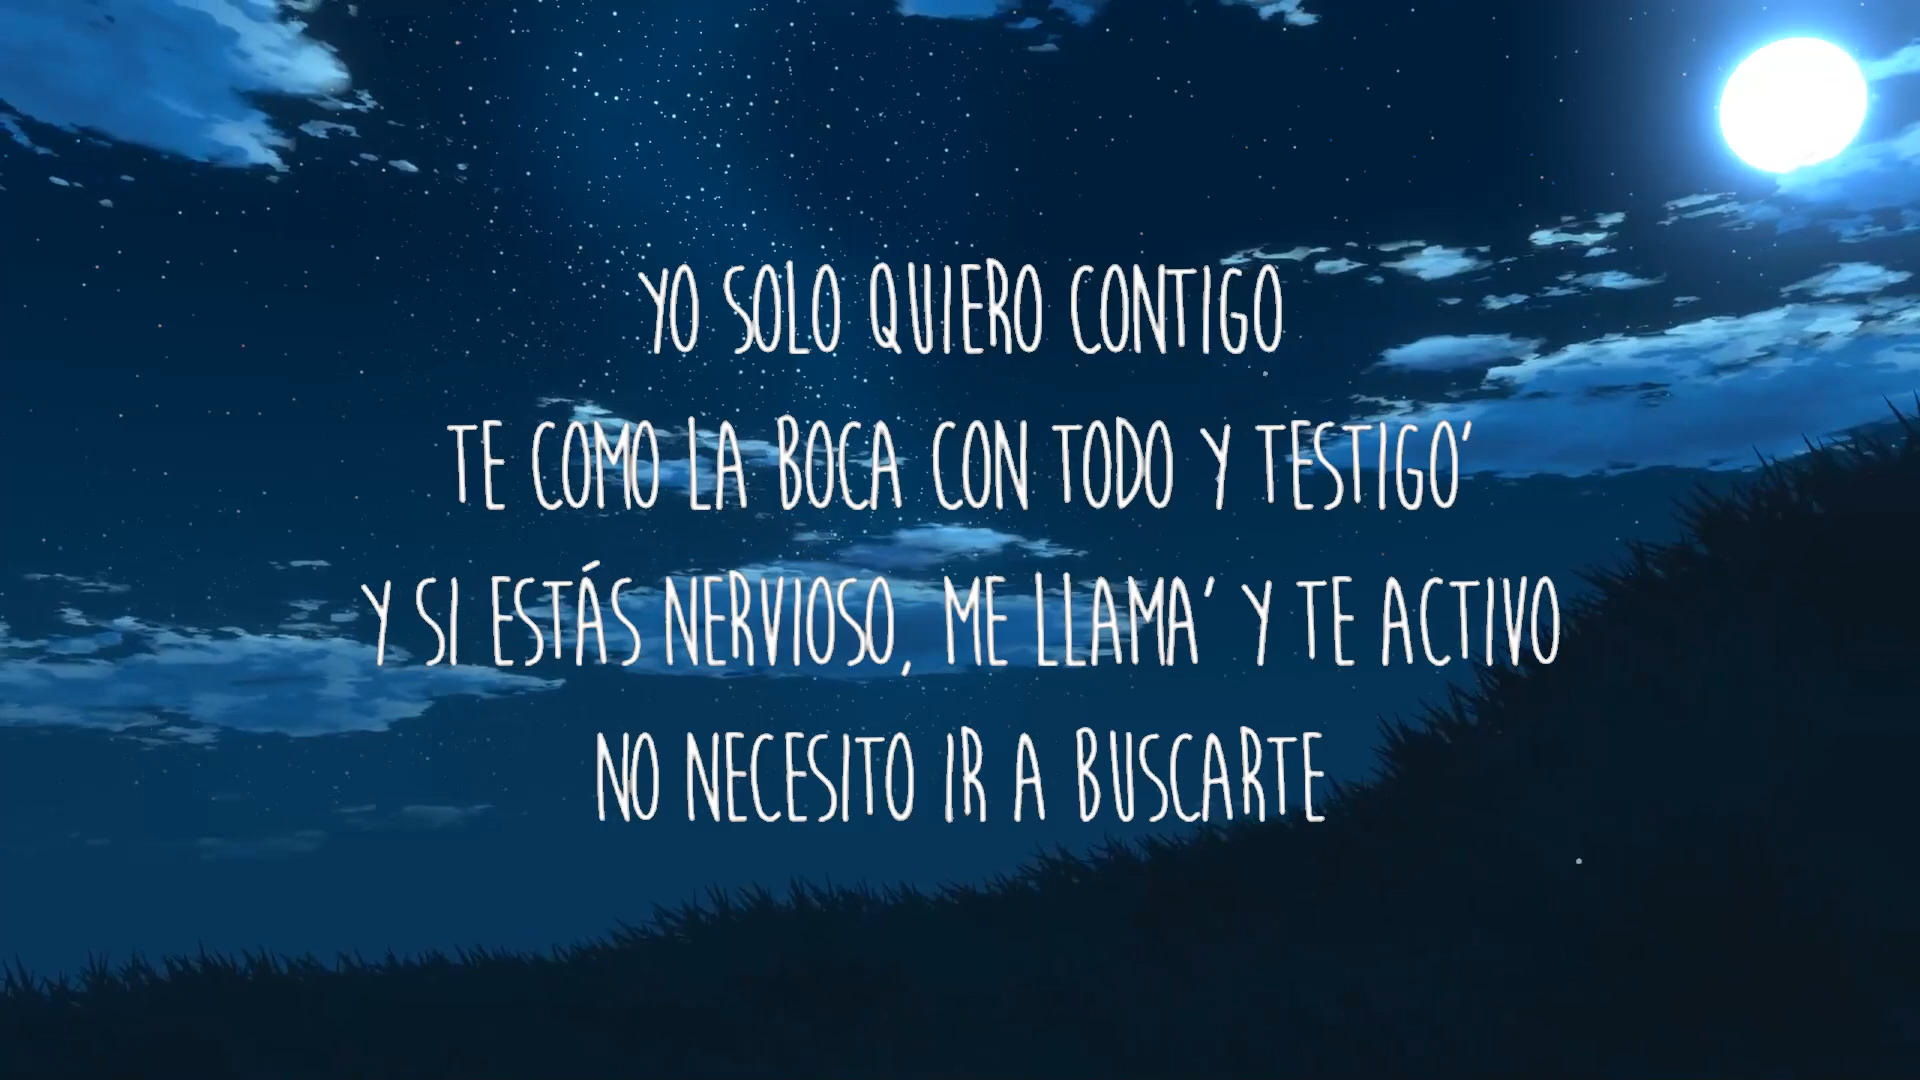 YO SOLO QUIERO CONTIGO
TE COMO LA BOCA CON TODO Y TESTIGO'
Y SI ESTÁS NERVIOSO, ME LLAMA' Y TE ACTIVO
NO NECESITO IR A BUSCARTE